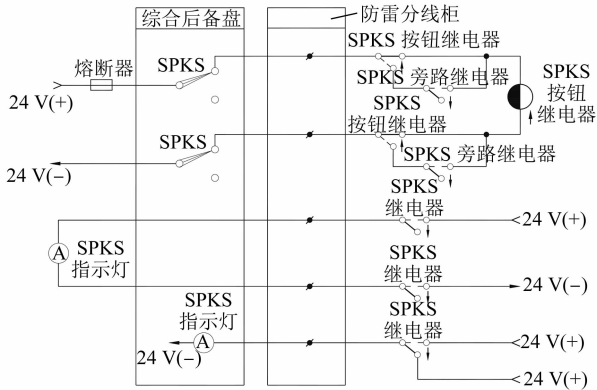 综合后备盘
防雷分线柜
SPKS 按钮继电器
熔断器
SPKS
SPKS 旁路继电器
SPKS
按钮
继电器
24 V(+)
SPKS
按钮继电器
SPKS
SPKS 旁路继电器
24 V(−)
SPKS
继电器
24 V(+)
A
SPKS
指示灯
SPKS
继电器
24 V(−)
SPKS
指示灯
A
24 V(−)
SPKS
继电器
24 V(+)
24 V(+)